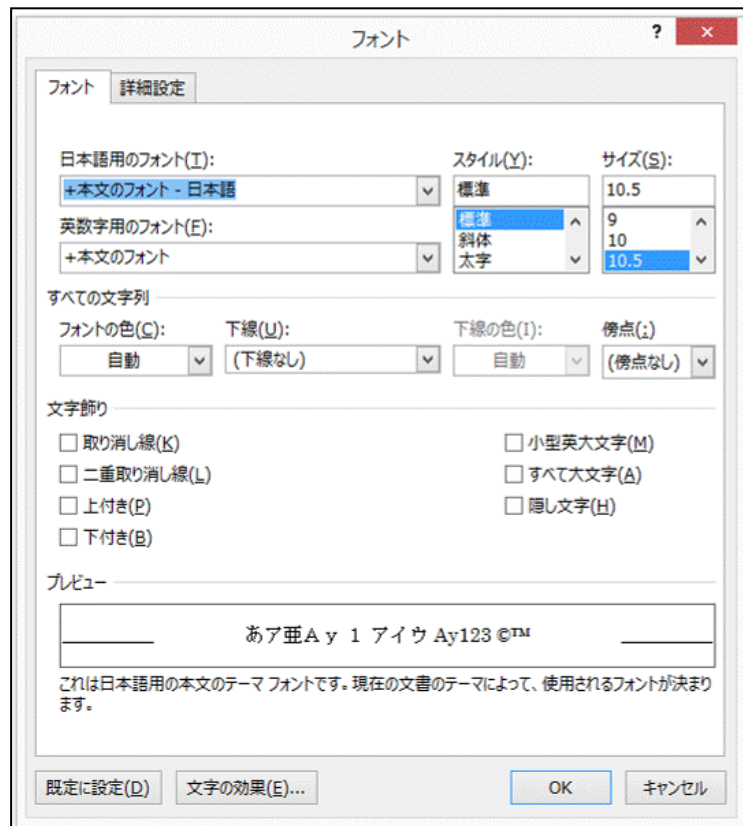 フォント
?
×
フォント 詳細設定
日本語用のフォント(T): スタイル(Y): サイズ(S):
+本文のフォント - 日本語 標準 10.5
英数字用のフォント(F): 標準 9
斜体 10
+本文のフォント 太字 10.5
すべての文字列
フォントの色(C): 下線(U): 下線の色(I): 傍点(:)
自動 (下線なし) 自動 (傍点なし)
文字飾り
取り消し線(K) 小型英大文字(M)
二重取り消し線(L) すべて大文字(A)
上付き(P) 隠し文字(H)
下付き(B)
プレビュー
あア亜Ａｙ １ アイウ Ay123 ©™
これは日本語用の本文のテーマ フォントです。現在の文書のテーマによって、使用されるフォントが決まり
ます。
既定に設定(D) 文字の効果(E)... OK キャンセル